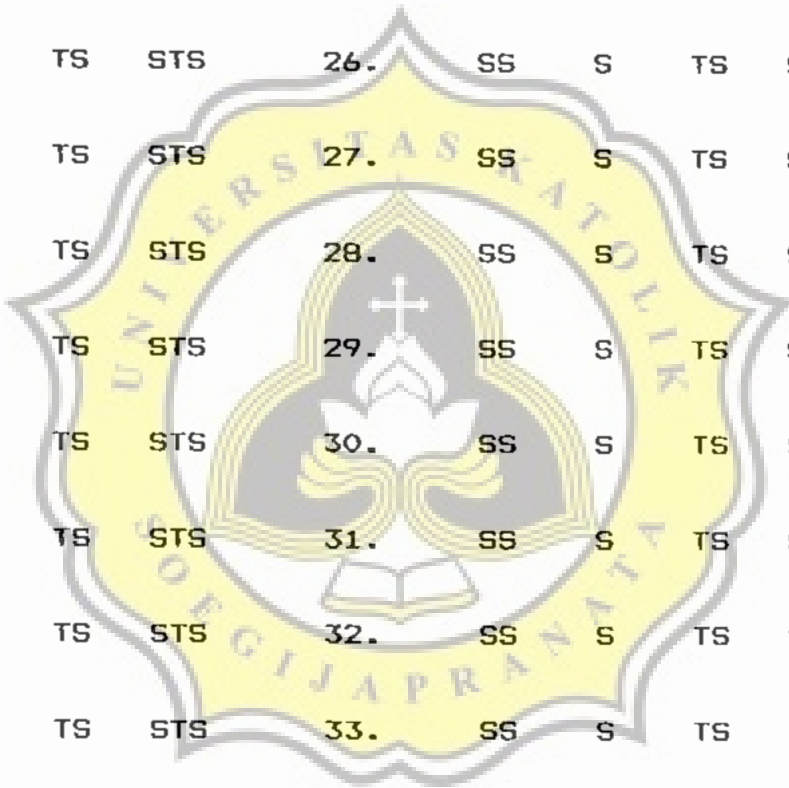 TS STS 26. SS S TS
TS STS 27. SS S TS
TS STS 28. SS S TS
TS STS 29. SS S TS
TS STS 30. SS S TS
TS STS 31. SS S TS
TS STS 32. SS S TS
TS STS 33. SS S TS
UNIVERSITAS KATOLIK
SOEGIJAPRANATA